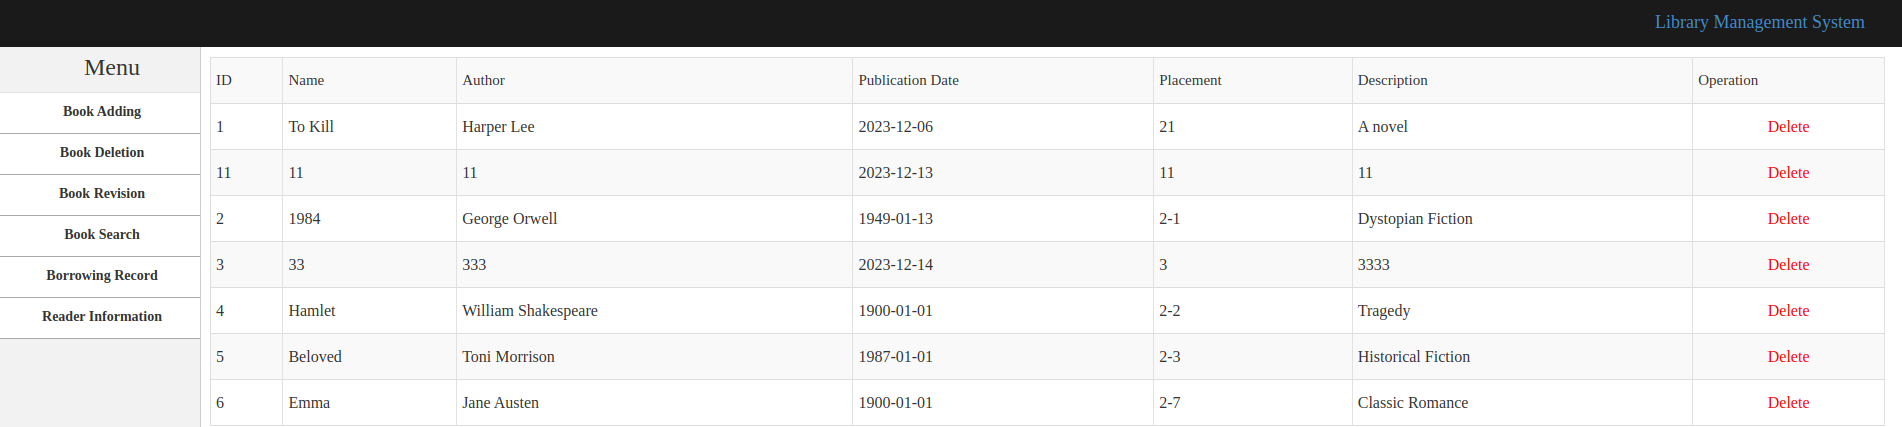 Library Management System
Menu
Book Adding
Book Deletion
Book Revision
Book Search
Borrowing Record
Reader Information
ID Name Author Publication Date Placement Description Operation
1 To Kill Harper Lee 2023-12-06 21 A novel Delete
11 11 11 2023-12-13 11 11 Delete
2 1984 George Orwell 1949-01-13 2-1 Dystopian Fiction Delete
3 33 333 2023-12-14 3 3333 Delete
4 Hamlet William Shakespeare 1900-01-01 2-2 Tragedy Delete
5 Beloved Toni Morrison 1987-01-01 2-3 Historical Fiction Delete
6 Emma Jane Austen 1900-01-01 2-7 Classic Romance Delete